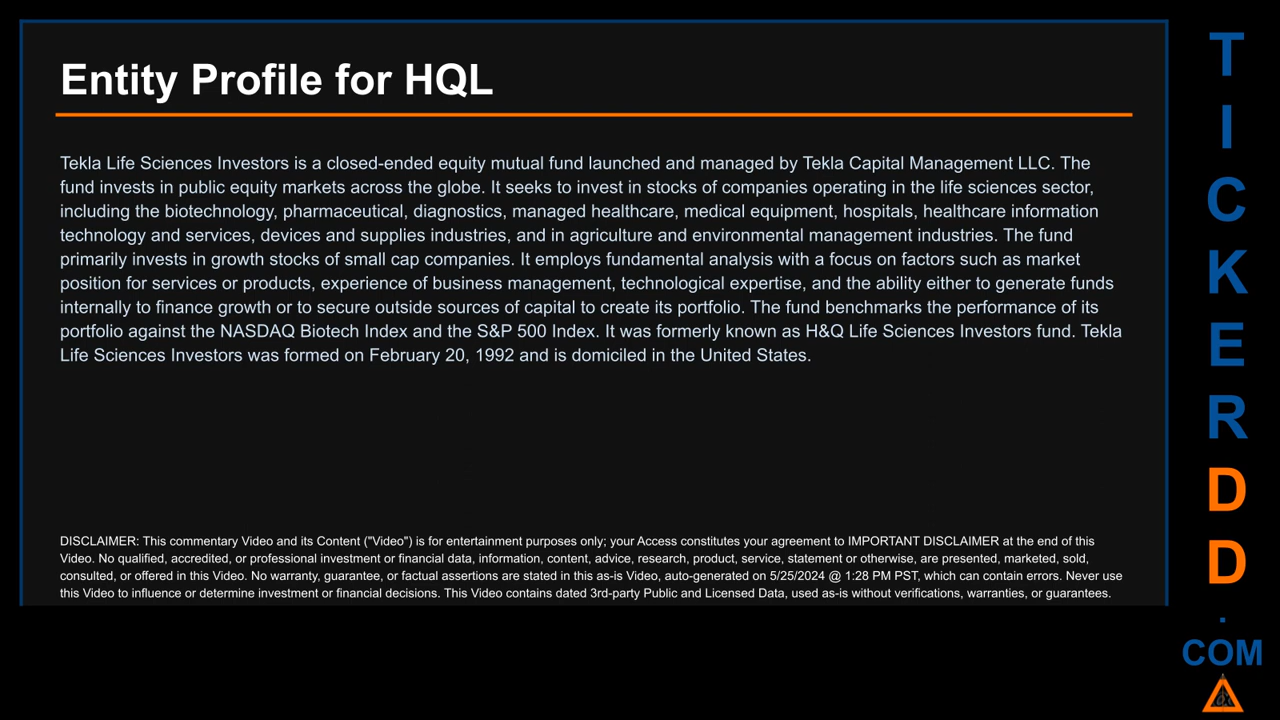 Entity Profile for HQL
Tekla Life Sciences Investors is a closed-ended equity mutual fund launched and managed by Tekla Capital Management LLC. The
fund invests in public equity markets across the globe. It seeks to invest in stocks of companies operating in the life sciences sector,
including the biotechnology, pharmaceutical, diagnostics, managed healthcare, medical equipment, hospitals, healthcare information
technology and services, devices and supplies industries, and in agriculture and environmental management industries. The fund
primarily invests in growth stocks of small cap companies. It employs fundamental analysis with a focus on factors such as market
position for services or products, experience of business management, technological expertise, and the ability either to generate funds
internally to finance growth or to secure outside sources of capital to create its portfolio. The fund benchmarks the performance of its
portfolio against the NASDAQ Biotech Index and the S&P 500 Index. It was formerly known as H&Q Life Sciences Investors fund. Tekla
Life Sciences Investors was formed on February 20, 1992 and is domiciled in the United States.
DISCLAIMER: This commentary Video and its Content ("Video") is for entertainment purposes only; your Access constitutes your agreement to IMPORTANT DISCLAIMER at the end of this
Video. No qualified, accredited, or professional investment or financial data, information, content, advice, research, product, service, statement or otherwise, are presented, marketed, sold,
consulted, or offered in this Video. No warranty, guarantee, or factual assertions are stated in this as-is Video, auto-generated on 5/25/2024 @ 1:28 PM PST, which can contain errors. Never use
this Video to influence or determine investment or financial decisions. This Video contains dated 3rd-party Public and Licensed Data, used as-is without verifications, warranties, or guarantees.
T
I
C
K
E
R
D
D
.
COM